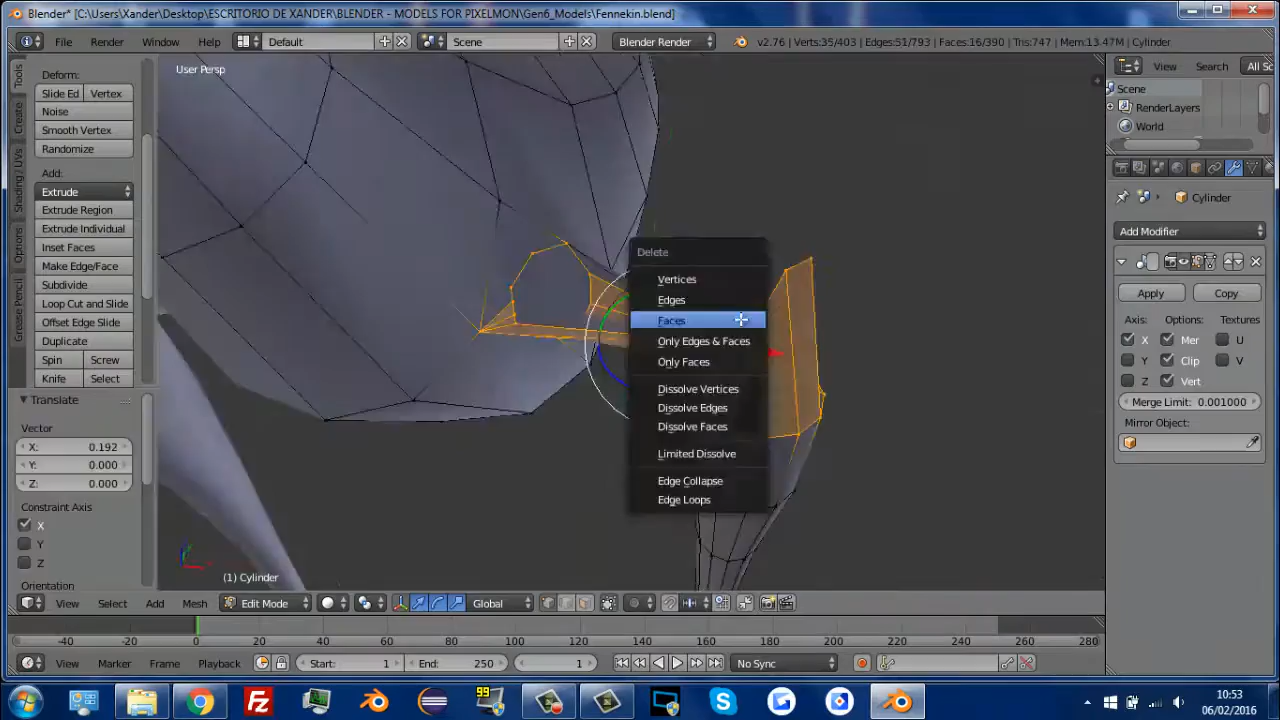 Blender* [C:\Users\Xander\Desktop\ESCRITORIO DE XANDER\BLENDER - MODELS FOR PIXELMON\Gen6_Models\Fennekin.blend]
File Render Window Help Default Scene Blender Render v2.76 | Verts:35/403 | Edges:51/793 | Faces:16/390 | Tris:747 | Mem:13.47M | Cylinder
View Search All Sc
User Persp
Tools
Create
Shading / UVs
Options
Grease Pencil
Deform:
Slide Ed Vertex
Noise
Smooth Vertex
Randomize
Add:
Extrude
Extrude Region
Extrude Individual
Inset Faces
Make Edge/Face
Subdivide
Loop Cut and Slide
Offset Edge Slide
Duplicate
Spin Screw
Knife Select
Translate
Vector
X: 0.192
Y: 0.000
Z: 0.000
Constraint Axis
X
Y
Z
Orientation
Delete
Vertices
Edges
Faces
Only Edges & Faces
Only Faces
Dissolve Vertices
Dissolve Edges
Dissolve Faces
Limited Dissolve
Edge Collapse
Edge Loops
(1) Cylinder
Scene
RenderLayers
World
Cylinder
Add Modifier
Apply Copy
Axis: Options: Textures
X Mer U
Y Clip V
Z Vert
Merge Limit: 0.001000
Mirror Object:
View Select Add Mesh Edit Mode Global
-40 -20 0 20 40 60 80 100 120 140 160 180 200 220 240 260 280
View Marker Frame Playback Start: 1 End: 250 1 No Sync
99
10:53
06/02/2016